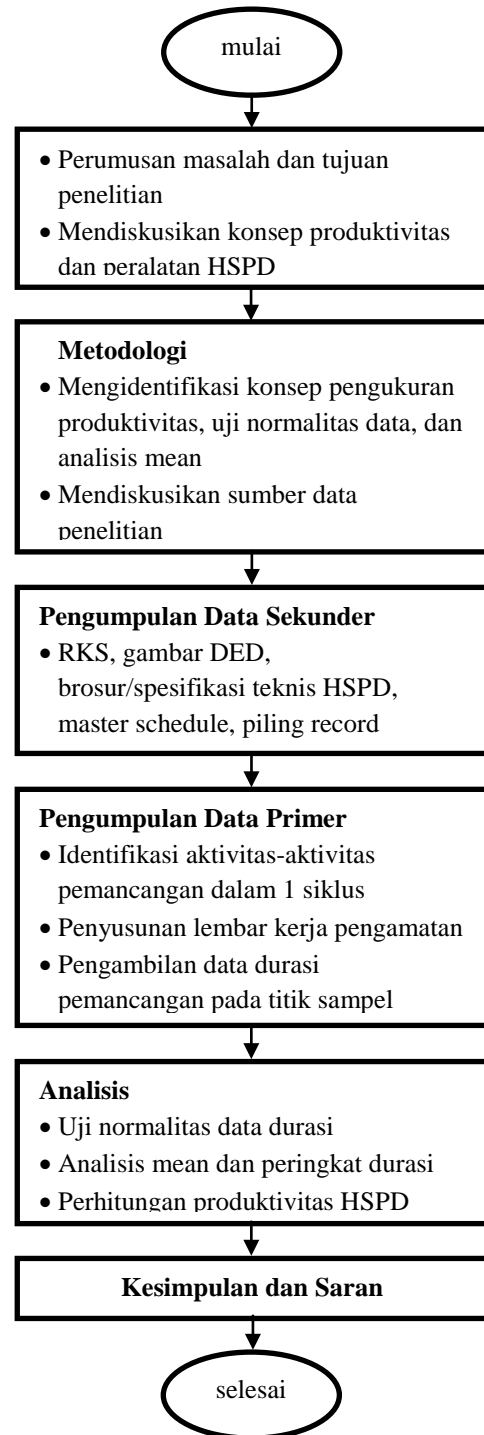 mulai
• Perumusan masalah dan tujuan
penelitian
• Mendiskusikan konsep produktivitas
dan peralatan HSPD
Metodologi
• Mengidentifikasi konsep pengukuran
produktivitas, uji normalitas data, dan
analisis mean
• Mendiskusikan sumber data
penelitian
Pengumpulan Data Sekunder
• RKS, gambar DED,
brosur/spesifikasi teknis HSPD,
master schedule, piling record
Pengumpulan Data Primer
• Identifikasi aktivitas-aktivitas
pemancangan dalam 1 siklus
• Penyusunan lembar kerja pengamatan
• Pengambilan data durasi
pemancangan pada titik sampel
Analisis
• Uji normalitas data durasi
• Analisis mean dan peringkat durasi
• Perhitungan produktivitas HSPD
Kesimpulan dan Saran
selesai